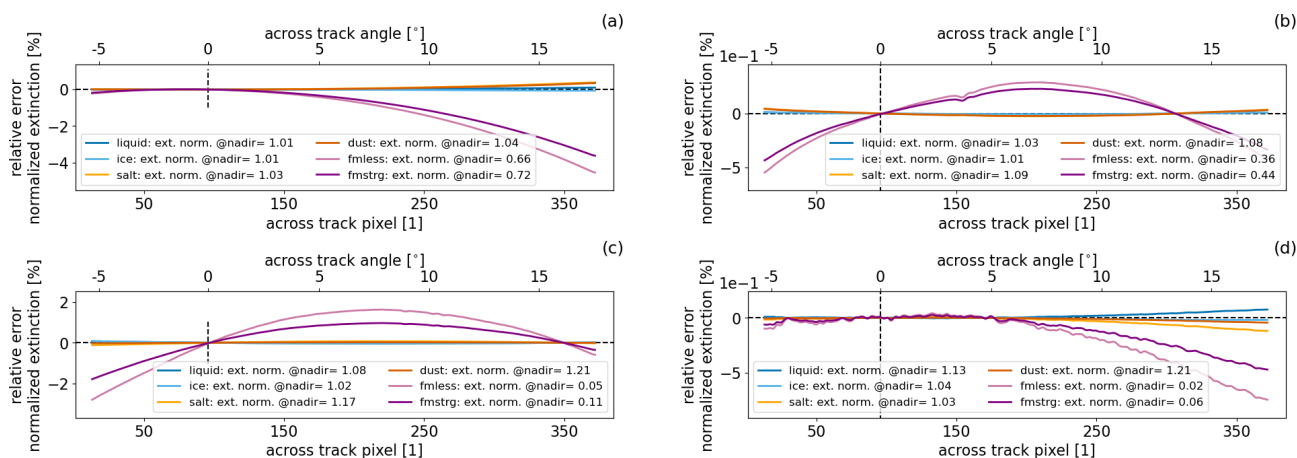 (a)
across track angle [°]
-5 0 5 10 15
relative error
normalized extinction [%]
0
-2
-4
liquid: ext. norm. @nadir= 1.01
ice: ext. norm. @nadir= 1.01
salt: ext. norm. @nadir= 1.03
dust: ext. norm. @nadir= 1.04
fmless: ext. norm. @nadir= 0.66
fmstrg: ext. norm. @nadir= 0.72
50 150 250 350
across track pixel [1]
(b)
across track angle [°]
-5 0 5 10 15
1e−1
relative error
normalized extinction [%]
0
-5
liquid: ext. norm. @nadir= 1.03
ice: ext. norm. @nadir= 1.01
salt: ext. norm. @nadir= 1.09
dust: ext. norm. @nadir= 1.08
fmless: ext. norm. @nadir= 0.36
fmstrg: ext. norm. @nadir= 0.44
50 150 250 350
across track pixel [1]
(c)
across track angle [°]
-5 0 5 10 15
relative error
normalized extinction [%]
2
0
-2
liquid: ext. norm. @nadir= 1.08
ice: ext. norm. @nadir= 1.02
salt: ext. norm. @nadir= 1.17
dust: ext. norm. @nadir= 1.21
fmless: ext. norm. @nadir= 0.05
fmstrg: ext. norm. @nadir= 0.11
50 150 250 350
across track pixel [1]
(d)
across track angle [°]
-5 0 5 10 15
1e−1
relative error
normalized extinction [%]
0
-5
liquid: ext. norm. @nadir= 1.13
ice: ext. norm. @nadir= 1.04
salt: ext. norm. @nadir= 1.03
dust: ext. norm. @nadir= 1.21
fmless: ext. norm. @nadir= 0.02
fmstrg: ext. norm. @nadir= 0.06
50 150 250 350
across track pixel [1]